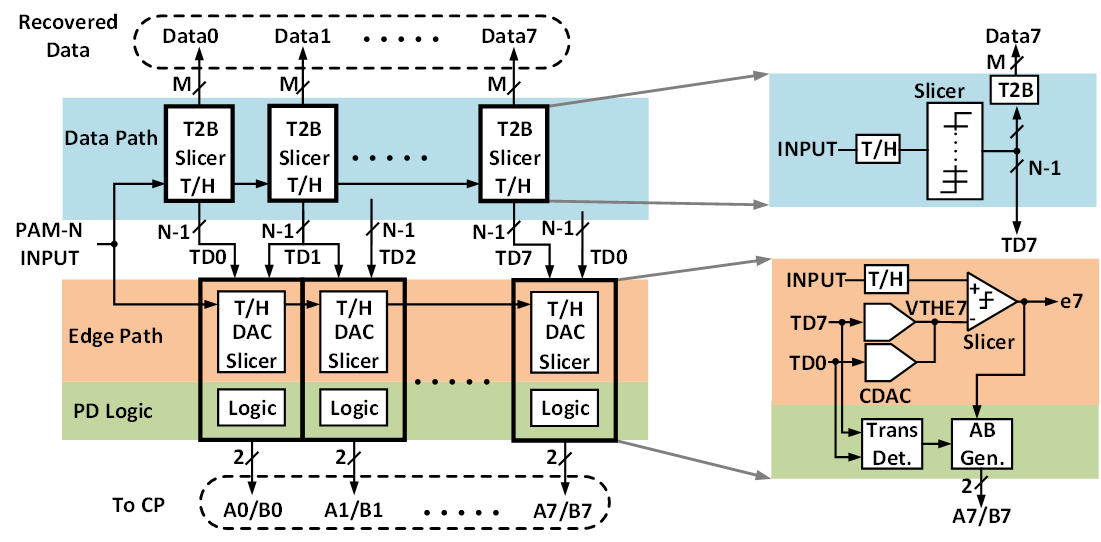 Recovered
Data
Data0
Data1
Data7
M
M
M
Data Path
T2B
Slicer
T/H
T2B
Slicer
T/H
T2B
Slicer
T/H
PAM-N
INPUT
N-1
N-1
N-1
N-1
N-1
TD0
TD1
TD2
TD7
TD0
Edge Path
T/H
DAC
Slicer
T/H
DAC
Slicer
T/H
DAC
Slicer
PD Logic
Logic
Logic
Logic
2
2
2
To CP
A0/B0
A1/B1
A7/B7
Data7
M
T2B
Slicer
INPUT
T/H
N-1
TD7
INPUT
T/H
VTHE7
+
-
e7
TD7
Slicer
TD0
CDAC
Trans
Det.
AB
Gen.
2
A7/B7